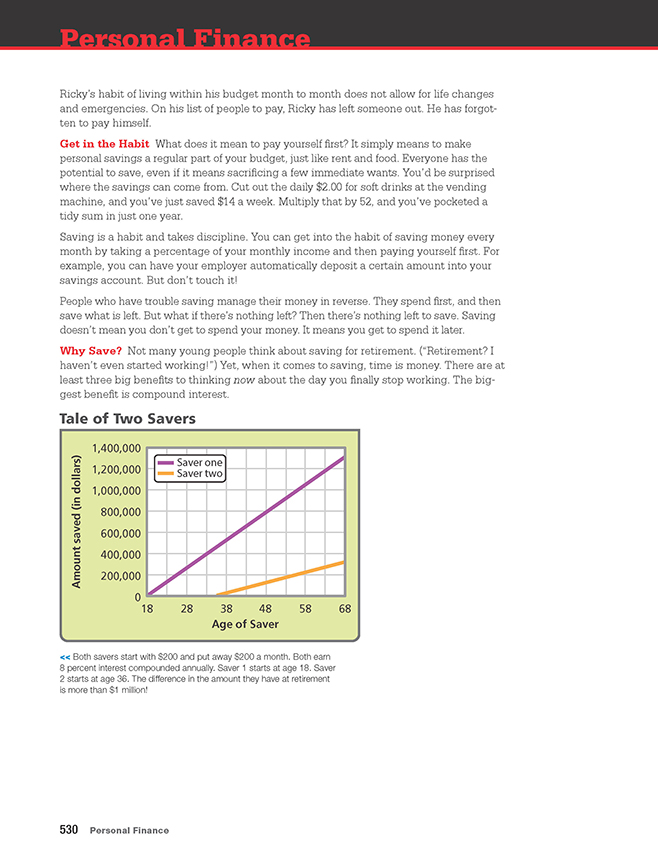 Personal Finance
Ricky’s habit of living within his budget month to month does not allow for life changes
and emergencies. On his list of people to pay, Ricky has left someone out. He has forgot-
ten to pay himself.
Get in the Habit What does it mean to pay yourself first? It simply means to make
personal savings a regular part of your budget, just like rent and food. Everyone has the
potential to save, even if it means sacrificing a few immediate wants. You’d be surprised
where the savings can come from. Cut out the daily $2.00 for soft drinks at the vending
machine, and you’ve just saved $14 a week. Multiply that by 52, and you’ve pocketed a
tidy sum in just one year.
Saving is a habit and takes discipline. You can get into the habit of saving money every
month by taking a percentage of your monthly income and then paying yourself first. For
example, you can have your employer automatically deposit a certain amount into your
savings account. But don’t touch it!
People who have trouble saving manage their money in reverse. They spend first, and then
save what is left. But what if there’s nothing left? Then there’s nothing left to save. Saving
doesn’t mean you don’t get to spend your money. It means you get to spend it later.
Why Save? Not many young people think about saving for retirement. (“Retirement? I
haven’t even started working!”) Yet, when it comes to saving, time is money. There are at
least three big benefits to thinking now about the day you finally stop working. The big-
gest benefit is compound interest.
Tale of Two Savers
Amount saved (in dollars)
1,400,000
1,200,000
1,000,000
800,000
600,000
400,000
200,000
0
Saver one
Saver two
18 28 38 48 58 68
Age of Saver
<< Both savers start with $200 and put away $200 a month. Both earn
8 percent interest compounded annually. Saver 1 starts at age 18. Saver
2 starts at age 36. The difference in the amount they have at retirement
is more than $1 million!
530 Personal Finance